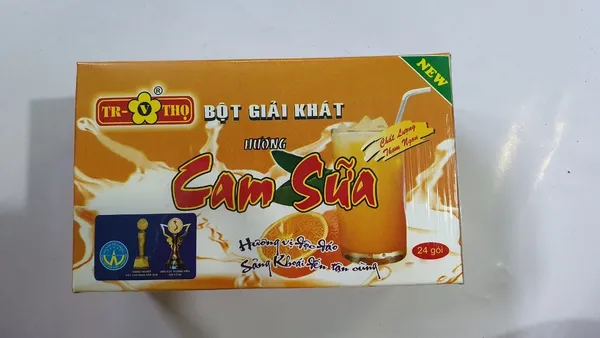 NEW
®
TR-V THỌ
BỘT GIẢI KHÁT
HƯƠNG
Cam Sữa
Chất Lượng
Thơm Ngon
Hương vị độc đáo
Sảng Khoái đến tận cùng
24 gói